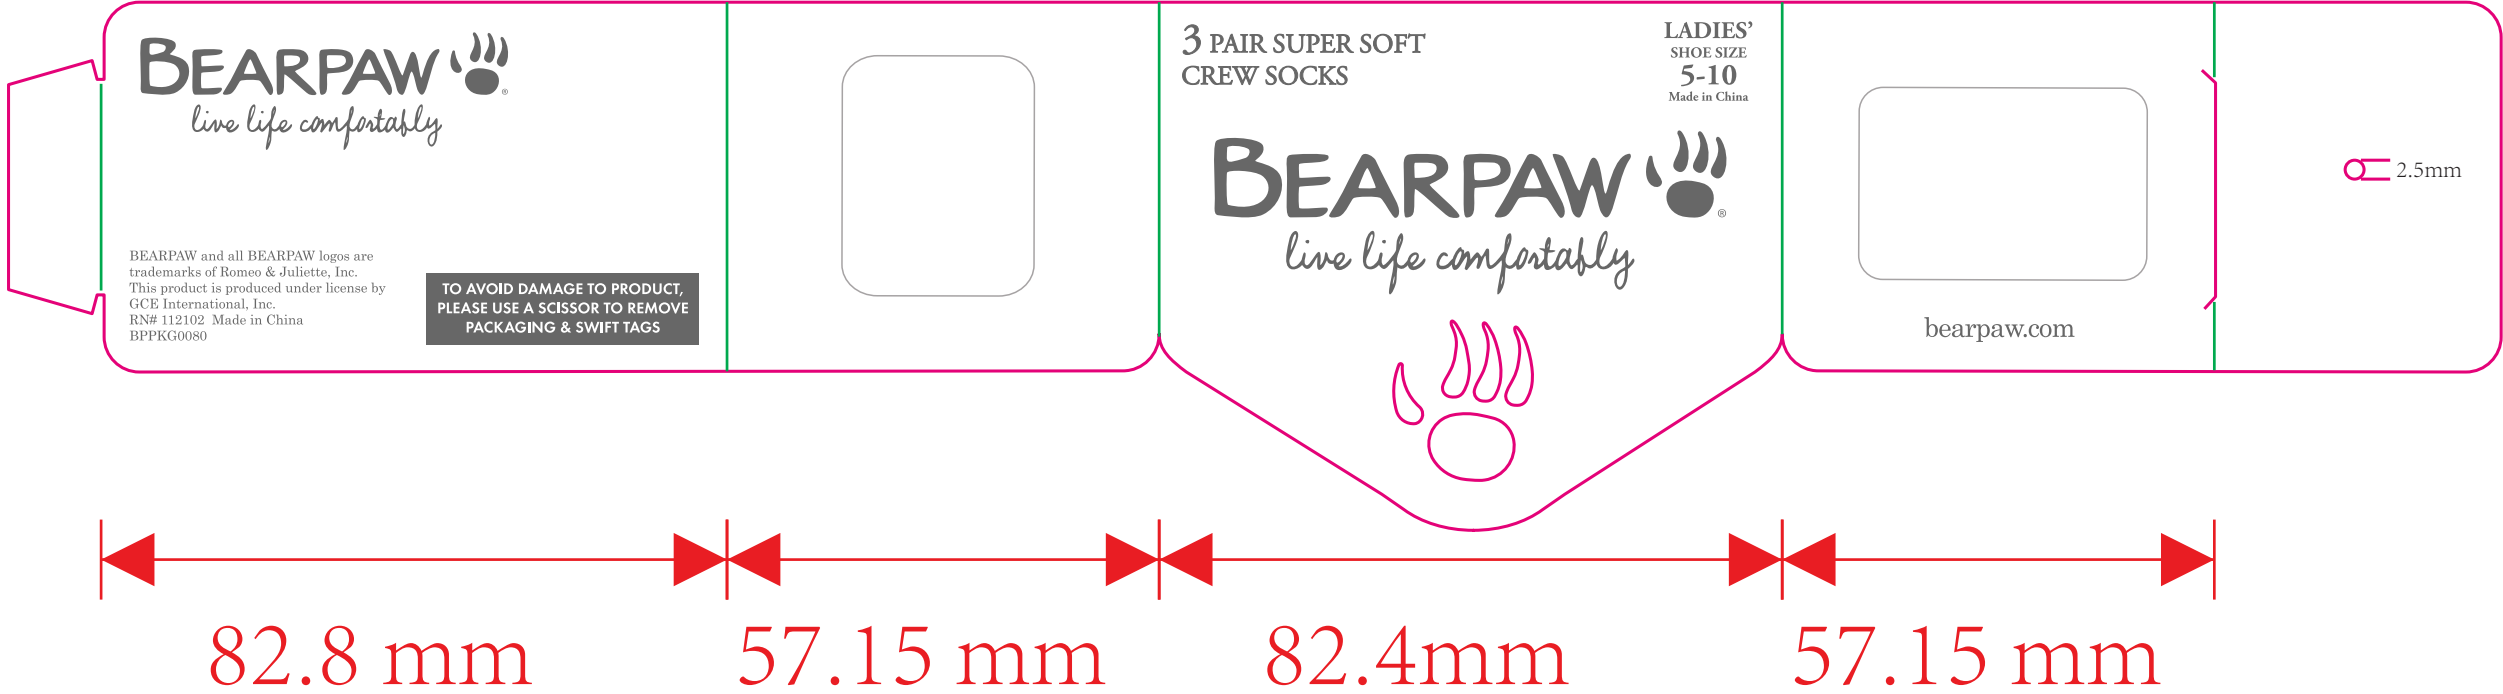 BEARPAW®
live life comfortably
BEARPAW and all BEARPAW logos are
trademarks of Romeo & Juliette, Inc.
This product is produced under license by
GCE International, Inc.
RN# 112102 Made in China
BPPKG0080
TO AVOID DAMAGE TO PRODUCT,
PLEASE USE A SCISSOR TO REMOVE
PACKAGING & SWIFT TAGS
3 PAIR SUPER SOFT
CREW SOCKS
LADIES’
SHOE SIZE
5-10
Made in China
BEARPAW®
live life comfortably
bearpaw.com
2.5mm
82.8 mm
57.15 mm
82.4mm
57.15 mm